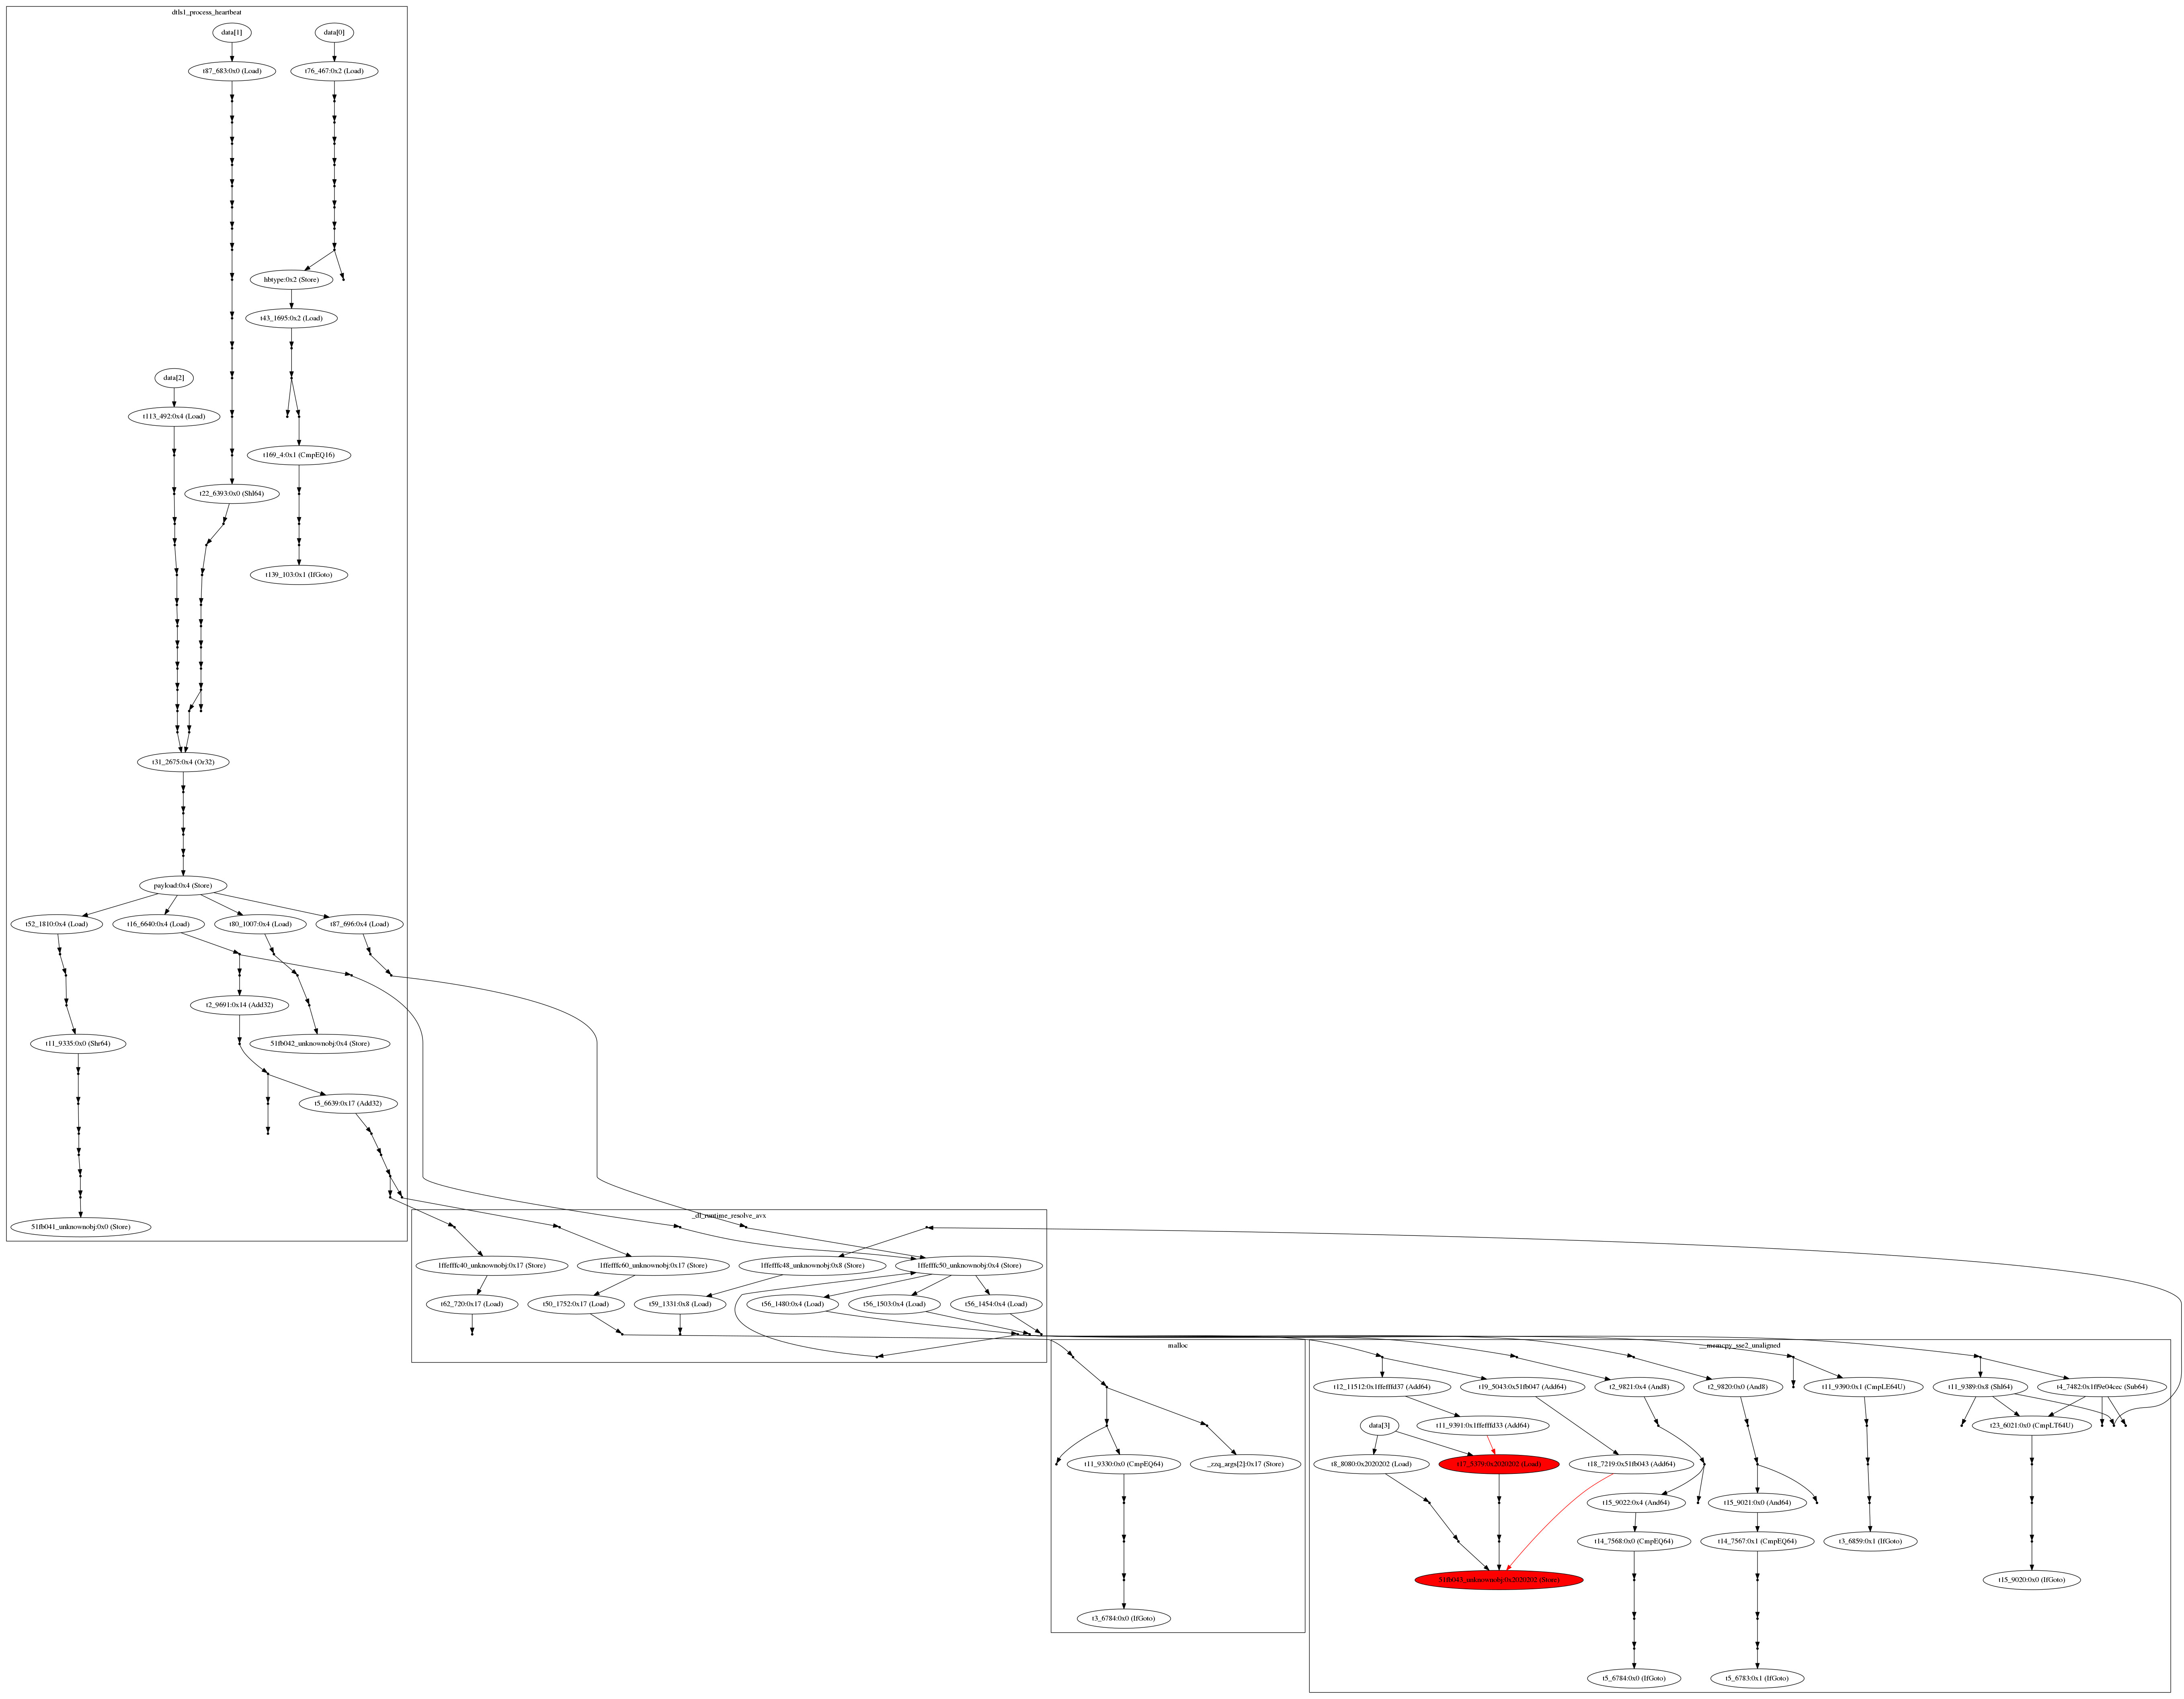 dtls1_process_heartbeat
data[1]
data[0]
t87_683:0x0 (Load)
t76_467:0x2 (Load)
hbtype:0x2 (Store)
t43_1695:0x2 (Load)
data[2]
t113_492:0x4 (Load)
t169_4:0x1 (CmpEQ16)
t22_6393:0x0 (Shl64)
t139_103:0x1 (IfGoto)
t31_2675:0x4 (Or32)
payload:0x4 (Store)
t52_1810:0x4 (Load)
t16_6640:0x4 (Load)
t80_1007:0x4 (Load)
t87_696:0x4 (Load)
t2_9691:0x14 (Add32)
t11_9335:0x0 (Shr64)
51fb042_unknownobj:0x4 (Store)
t5_6639:0x17 (Add32)
51fb041_unknownobj:0x0 (Store)
_dl_runtime_resolve_avx
1ffefffc40_unknownobj:0x17 (Store)
1ffefffc60_unknownobj:0x17 (Store)
1ffefffc48_unknownobj:0x8 (Store)
1ffefffc50_unknownobj:0x4 (Store)
t62_720:0x17 (Load)
t50_1752:0x17 (Load)
t59_1331:0x8 (Load)
t56_1480:0x4 (Load)
t56_1503:0x4 (Load)
t56_1454:0x4 (Load)
malloc
t11_9330:0x0 (CmpEQ64)
_zzq_args[2]:0x17 (Store)
t3_6784:0x0 (IfGoto)
__memcpy_sse2_unaligned
t12_11512:0x1ffefffd37 (Add64)
t19_5043:0x51fb047 (Add64)
t2_9821:0x4 (And8)
t2_9820:0x0 (And8)
t11_9390:0x1 (CmpLE64U)
t11_9389:0x8 (Shl64)
t4_7482:0x1ff9e04cec (Sub64)
data[3]
t11_9391:0x1ffefffd33 (Add64)
t23_6021:0x0 (CmpLT64U)
t8_8080:0x2020202 (Load)
t18_7219:0x51fb043 (Add64)
t15_9022:0x4 (And64)
t15_9021:0x0 (And64)
t14_7568:0x0 (CmpEQ64)
t14_7567:0x1 (CmpEQ64)
t3_6859:0x1 (IfGoto)
51fb043_unknownobj:0x2020202 (Store)
t15_9020:0x0 (IfGoto)
t5_6784:0x0 (IfGoto)
t5_6783:0x1 (IfGoto)